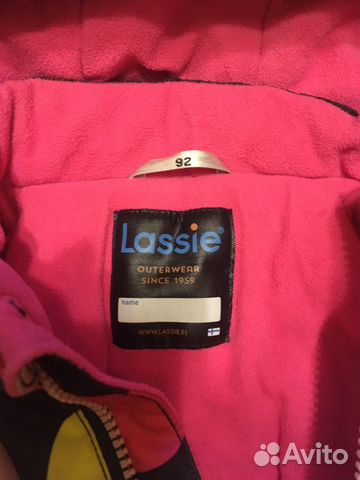 92
Lassie®
OUTERWEAR
SINCE 1959
name
WWW.LASSIE.FI
Avito